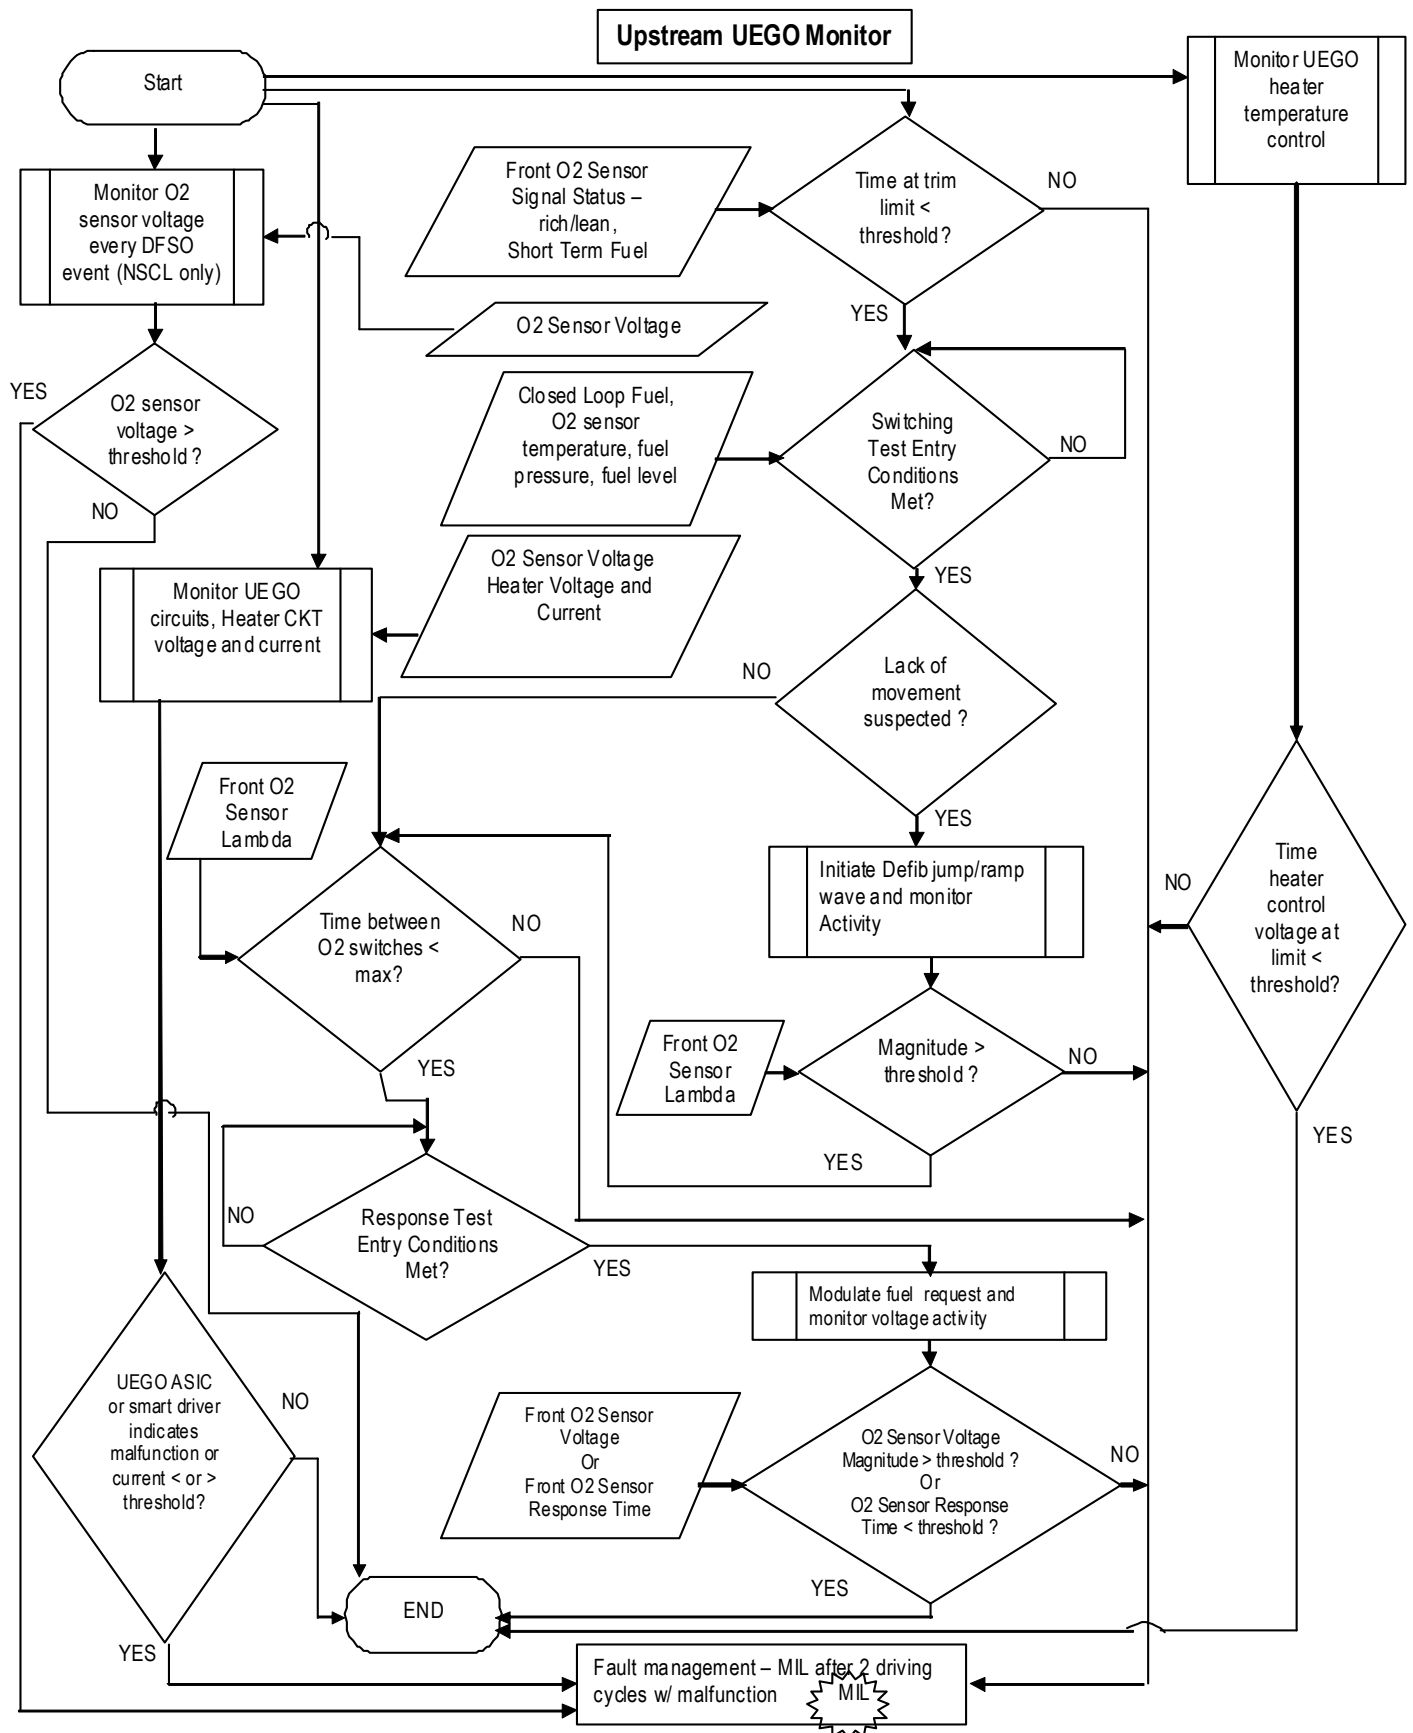 Upstream UEGO Monitor
Start
Monitor UEGO
heater
temperature
control
Front O2 Sensor
Signal Status –
rich/lean,
Short Term Fuel
Time at trim
limit <
threshold?
NO
YES
Monitor O2
sensor voltage
every DFSO
event (NSCL only)
O2 Sensor Voltage
YES
O2 sensor
voltage >
threshold ?
NO
Closed Loop Fuel,
O2 sensor
temperature, fuel
pressure, fuel level
Switching
Test Entry
Conditions
Met?
NO
YES
O2 Sensor Voltage
Heater Voltage and
Current
Monitor UEGO
circuits, Heater CKT
voltage and current
NO
Lack of
movement
suspected ?
YES
Front O2
Sensor
Lambda
Initiate Defib jump/ramp
wave and monitor
Activity
NO
Time
heater
control
voltage at
limit <
threshold?
YES
Time between
O2 switches <
max?
NO
YES
Front O2
Sensor
Lambda
Magnitude >
threshold ?
NO
YES
NO
Response Test
Entry Conditions
Met?
YES
Modulate fuel request and
monitor voltage activity
UEGO ASIC
or smart driver
indicates
malfunction or
current < or >
threshold?
NO
YES
Front O2 Sensor
Voltage
Or
Front O2 Sensor
Response Time
O2 Sensor Voltage
Magnitude > threshold ?
Or
O2 Sensor Response
Time < threshold ?
NO
YES
END
Fault management – MIL after 2 driving
cycles w/ malfunction
MIL